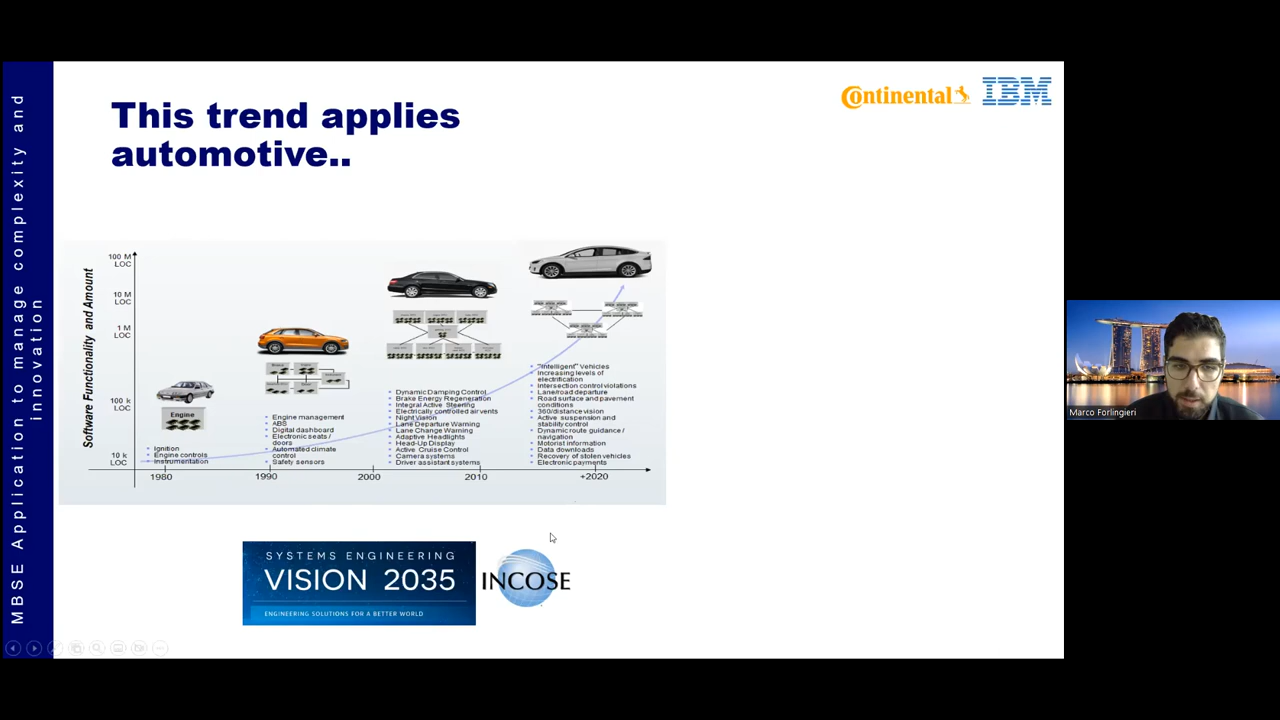 MBSE Application to manage complexity and
innovation
This trend applies
automotive..
Continental
IBM
Software Functionality and Amount
100 M
LOC
10 M
LOC
1 M
LOC
100 k
LOC
10 k
LOC
Engine
Ignition
Engine controls
Instrumentation
Engine management
ABS
Digital dashboard
Electronic seats /
doors
Automated climate
control
Safety sensors
Dynamic Damping Control
Brake Energy Regeneration
Integral Active Steering
Electrically controlled air vents
Night Vision
Lane Departure Warning
Lane Change Warning
Adaptive Headlights
Head-Up Display
Active Cruise Control
Camera systems
Driver assistant systems
"Intelligent" Vehicles
Increasing levels of
electrification
Intersection control violations
Lane/road departure
Road surface and pavement
conditions
360/distance vision
Active suspension and
stability control
Dynamic route guidance /
navigation
Motorist information
Data downloads
Recovery of stolen vehicles
Electronic payments
1980
1990
2000
2010
+2020
SYSTEMS ENGINEERING
VISION 2035
ENGINEERING SOLUTIONS FOR A BETTER WORLD
INCOSE
Marco Forlingieri